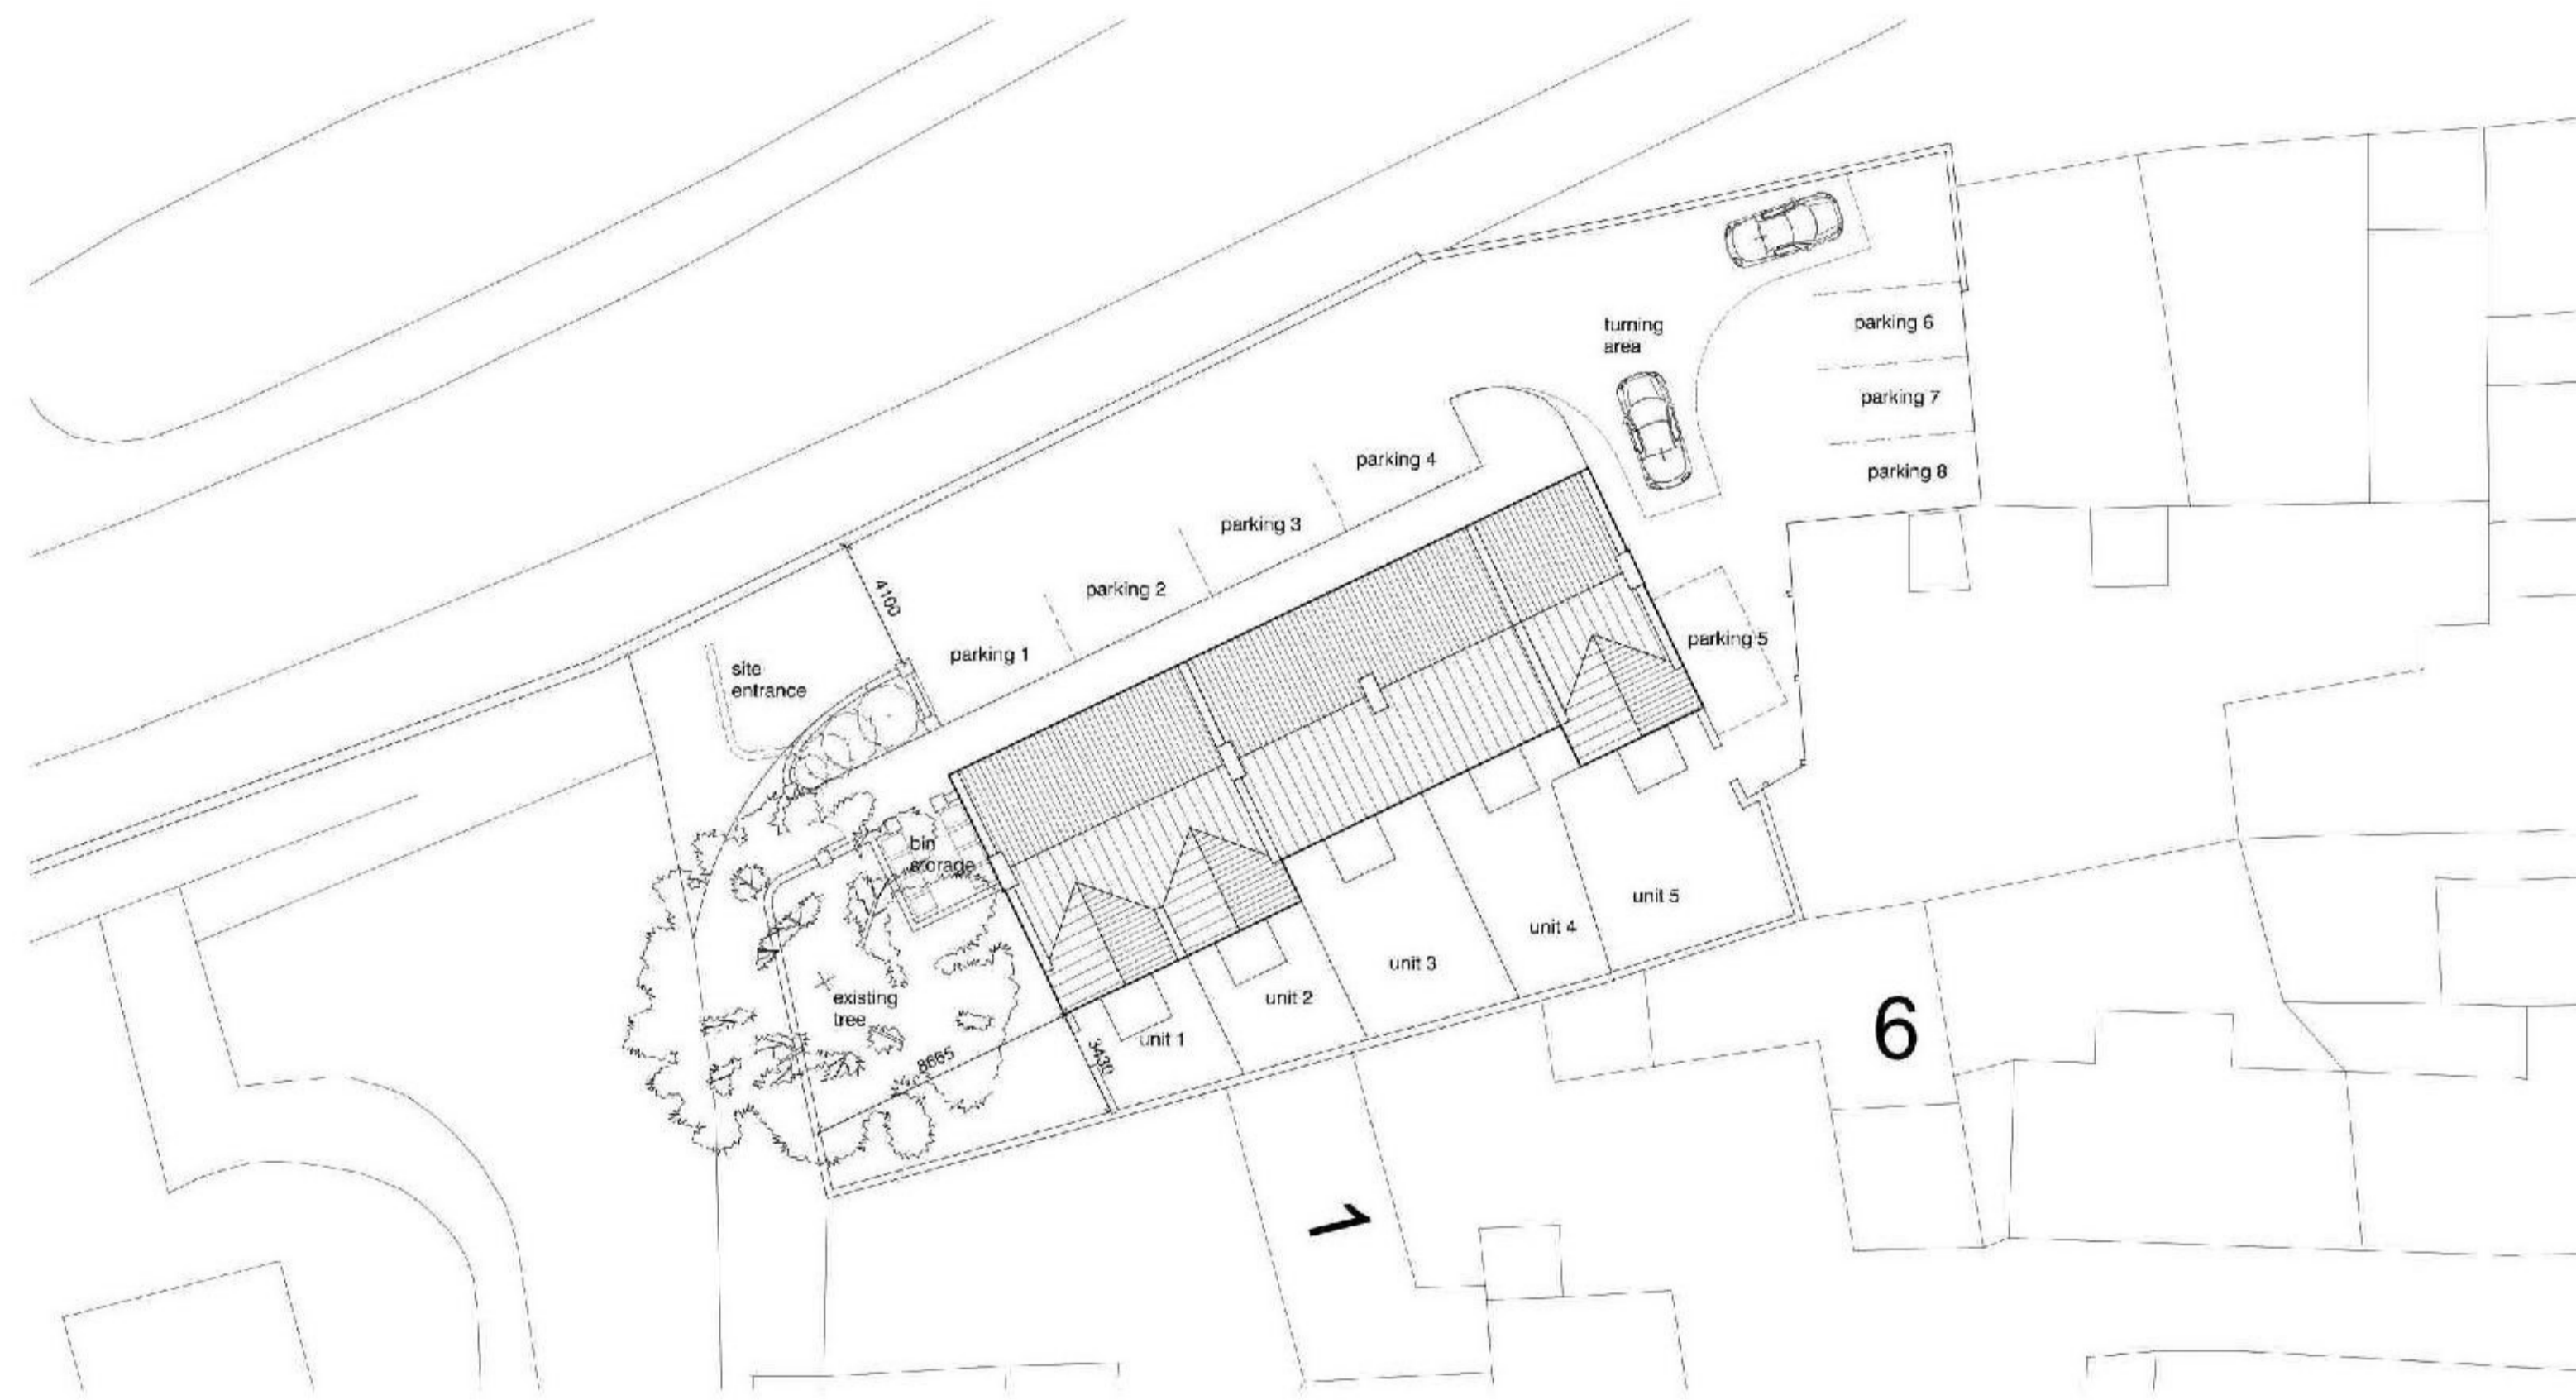 turning
area
parking 6
parking 7
parking 8
parking 4
parking 3
parking 2
parking 1
4100
site
entrance
parking 5
bin
storage
existing
tree
8665
3430
unit 1
unit 2
unit 3
unit 4
unit 5
6
1